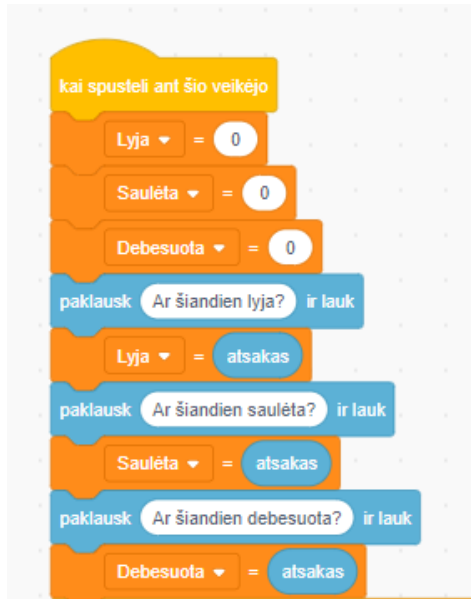 kai spusteli ant šio veikėjo
Lyja = 0
Saulėta = 0
Debesuota = 0
paklausk Ar šiandien lyja? ir lauk
Lyja = atsakas
paklausk Ar šiandien saulėta? ir lauk
Saulėta = atsakas
paklausk Ar šiandien debesuota? ir lauk
Debesuota = atsakas